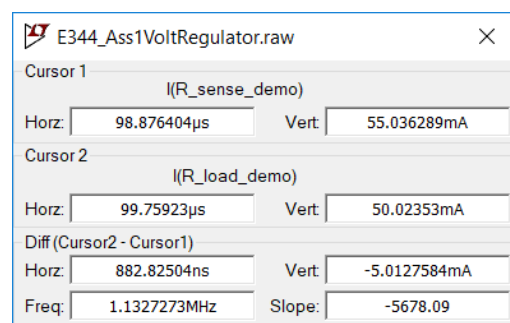 E344_Ass1VoltRegulator.raw
Cursor 1
I(R_sense_demo)
Horz: 98.876404µs Vert: 55.036289mA
Cursor 2
I(R_load_demo)
Horz: 99.75923µs Vert: 50.02353mA
Diff (Cursor2 - Cursor1)
Horz: 882.82504ns Vert: -5.0127584mA
Freq: 1.1327273MHz Slope: -5678.09